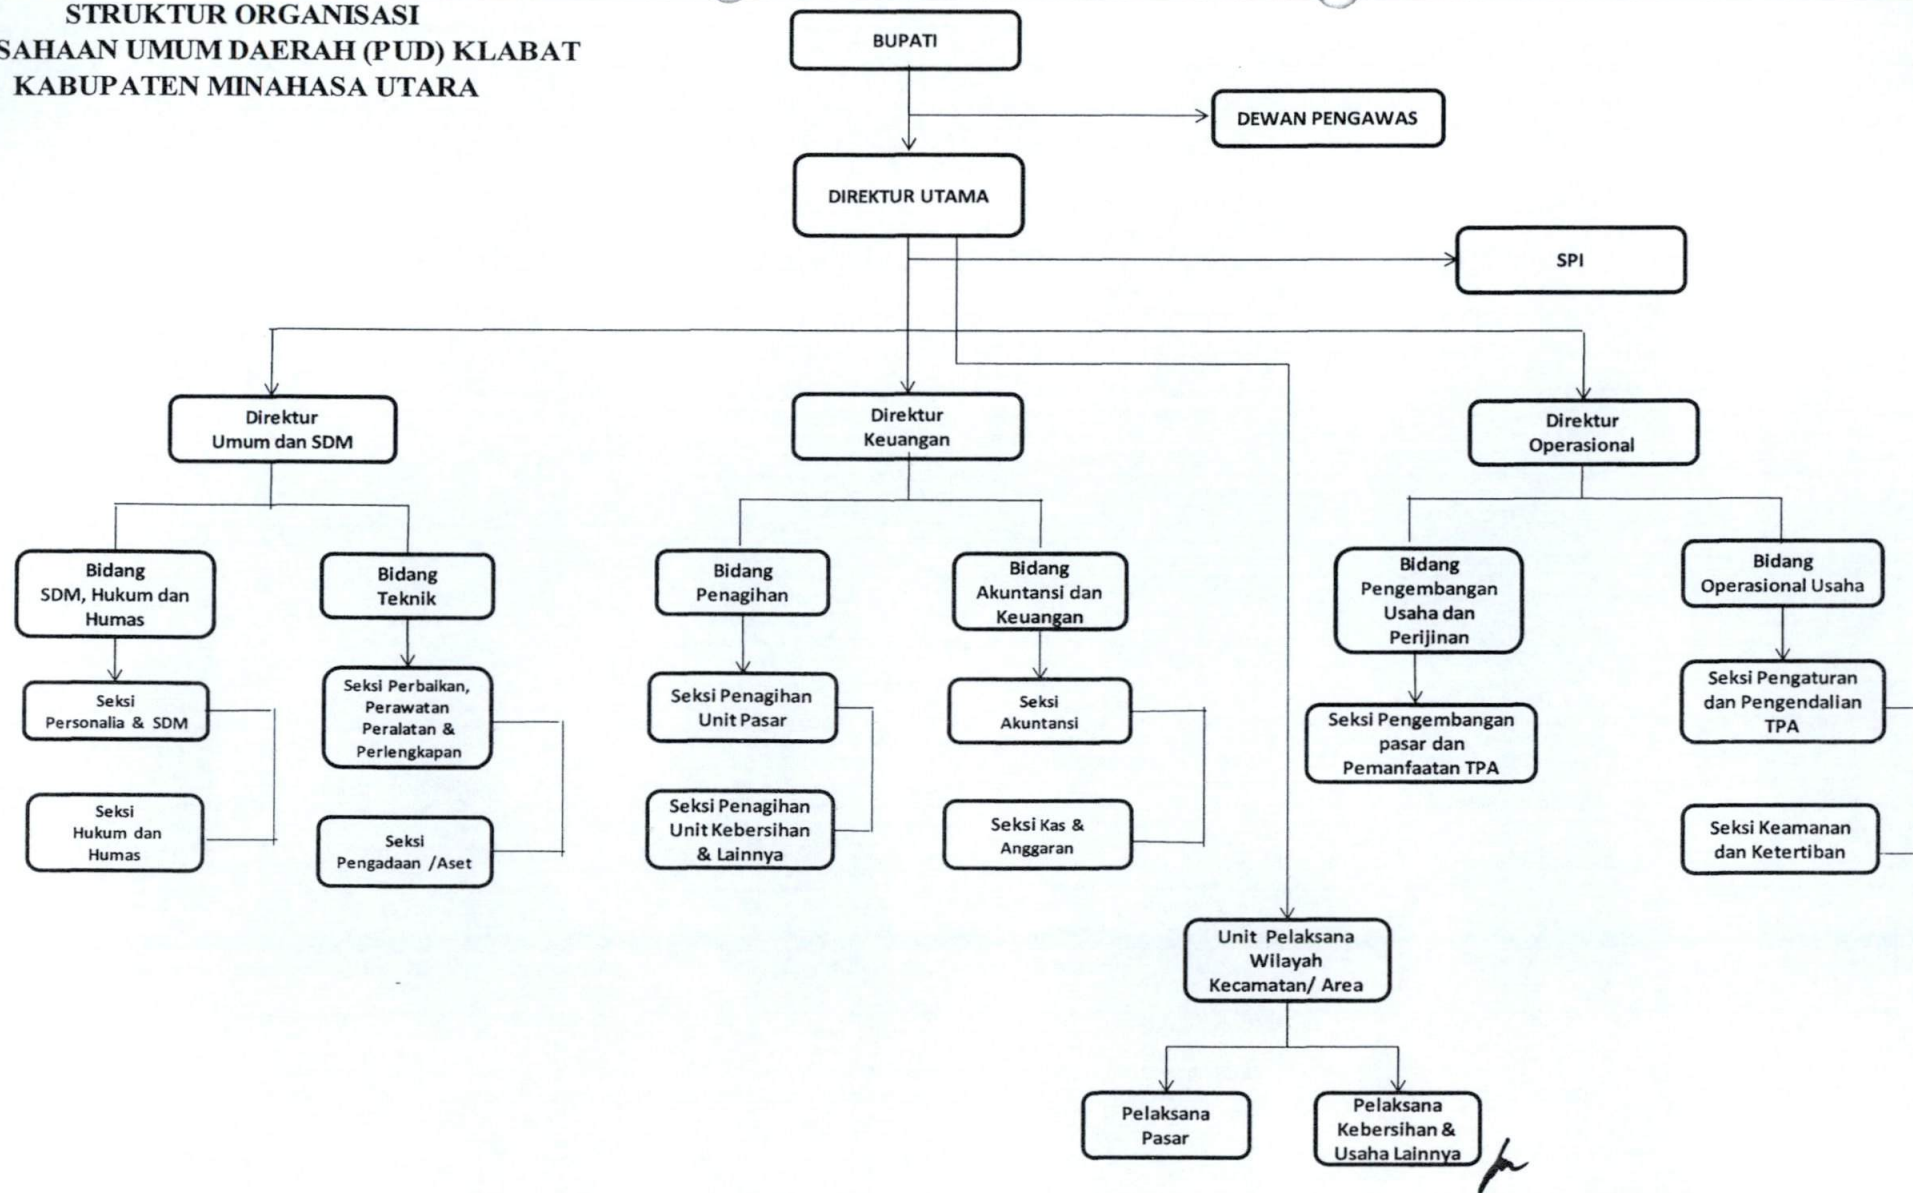 STRUKTUR ORGANISASI
SAHAAN UMUM DAERAH (PUD) KLABAT
KABUPATEN MINAHASA UTARA
BUPATI
DEWAN PENGAWAS
DIREKTUR UTAMA
SPI
Direktur
Umum dan SDM
Direktur
Keuangan
Direktur
Operasional
Bidang
SDM, Hukum dan
Humas
Bidang
Teknik
Bidang
Penagihan
Bidang
Akuntansi dan
Keuangan
Bidang
Pengembangan
Usaha dan
Perijinan
Bidang
Operasional Usaha
Seksi
Personalia & SDM
Seksi Perbaikan,
Perawatan
Peralatan &
Perlengkapan
Seksi Penagihan
Unit Pasar
Seksi
Akuntansi
Seksi Pengembangan
pasar dan
Pemanfaatan TPA
Seksi Pengaturan
dan Pengendalian
TPA
Seksi
Hukum dan
Humas
Seksi
Pengadaan /Aset
Seksi Penagihan
Unit Kebersihan
& Lainnya
Seksi Kas &
Anggaran
Seksi Keamanan
dan Ketertiban
Unit Pelaksana
Wilayah
Kecamatan/ Area
Pelaksana
Pasar
Pelaksana
Kebersihan &
Usaha Lainnya